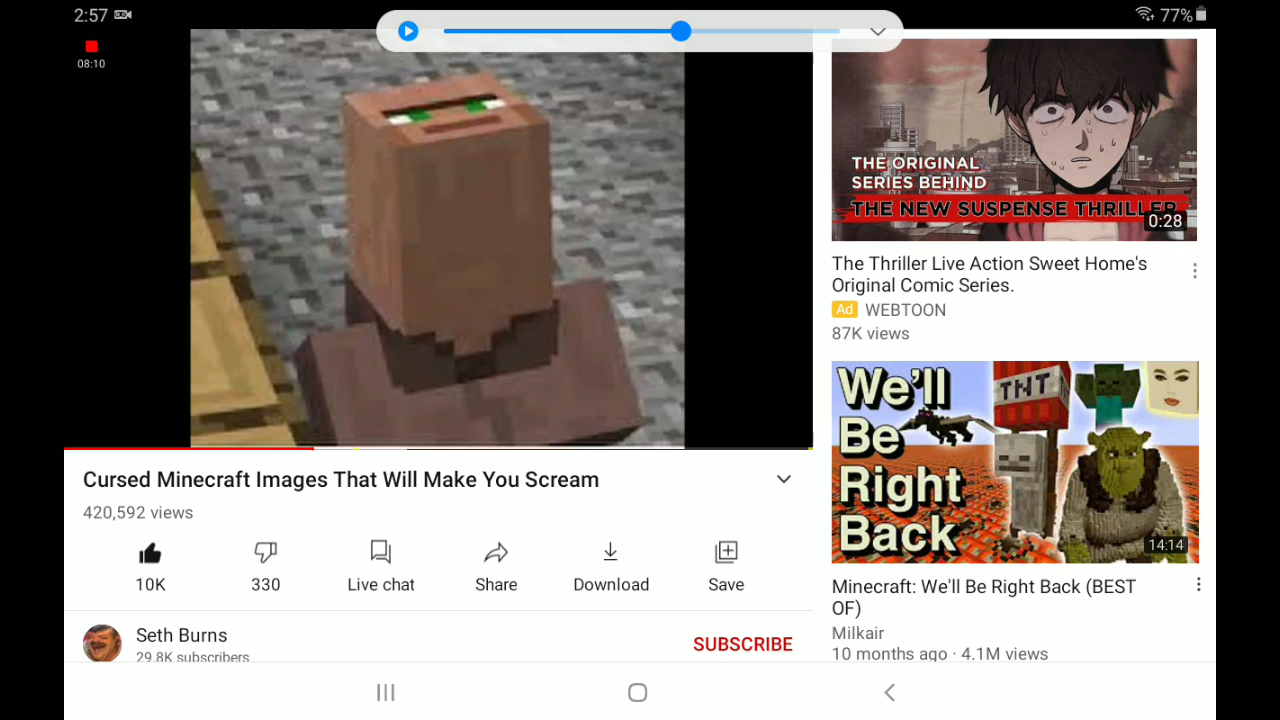 2:57
77%
08:10
THE ORIGINAL
SERIES BEHIND
THE NEW SUSPENSE THRILLER
0:28
The Thriller Live Action Sweet Home's
Original Comic Series.
Ad WEBTOON
87K views
TNT
We'll
Be
Right
Back
14:14
Minecraft: We'll Be Right Back (BEST
OF)
Milkair
10 months ago · 4.1M views
Cursed Minecraft Images That Will Make You Scream
420,592 views
10K
330
Live chat
Share
Download
Save
Seth Burns
29.8K subscribers
SUBSCRIBE